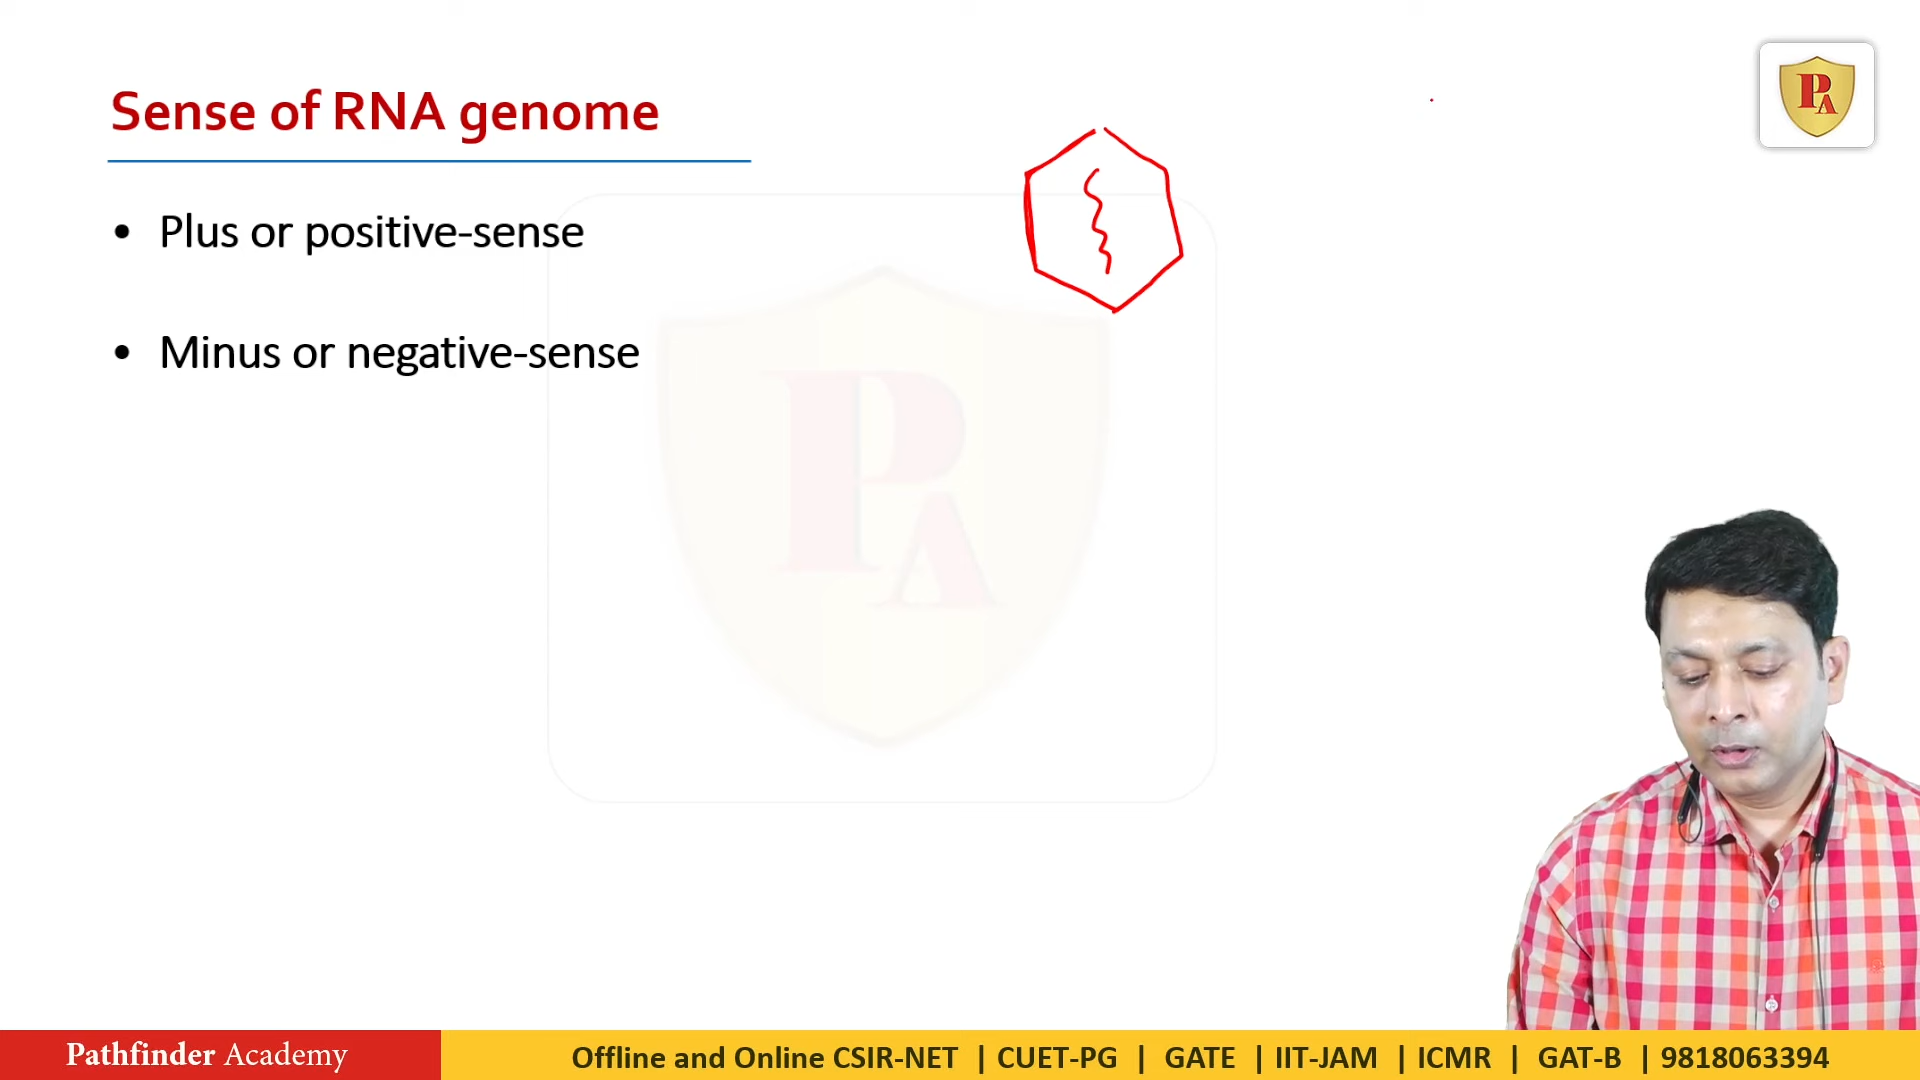 Sense of RNA genome
PA
• Plus or positive-sense
• Minus or negative-sense
PA
Pathfinder Academy
Offline and Online CSIR-NET | CUET-PG | GATE | IIT-JAM | ICMR | GAT-B | 9818063394